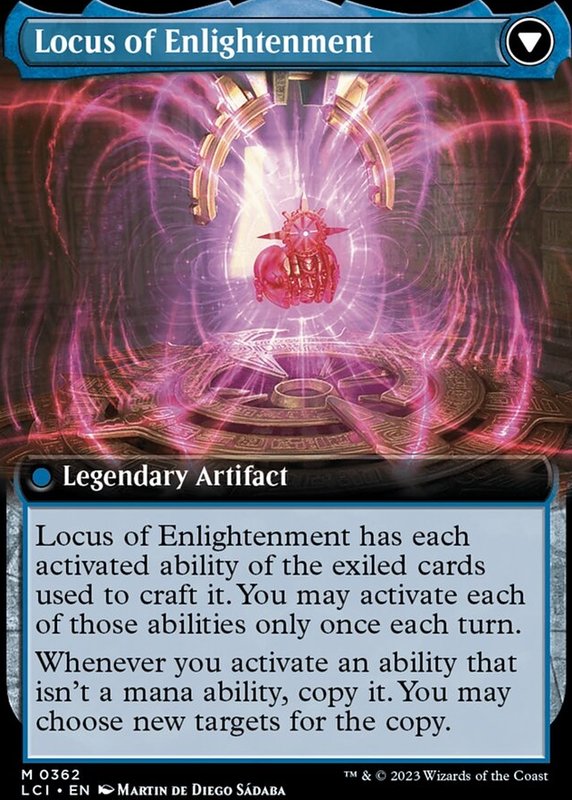 Locus of Enlightenment
Legendary Artifact
Locus of Enlightenment has each
activated ability of the exiled cards
used to craft it. You may activate each
of those abilities only once each turn.
Whenever you activate an ability that
isn't a mana ability, copy it. You may
choose new targets for the copy.
M 0362
LCI • EN Martin de Diego Sádaba
™ & © 2023 Wizards of the Coast